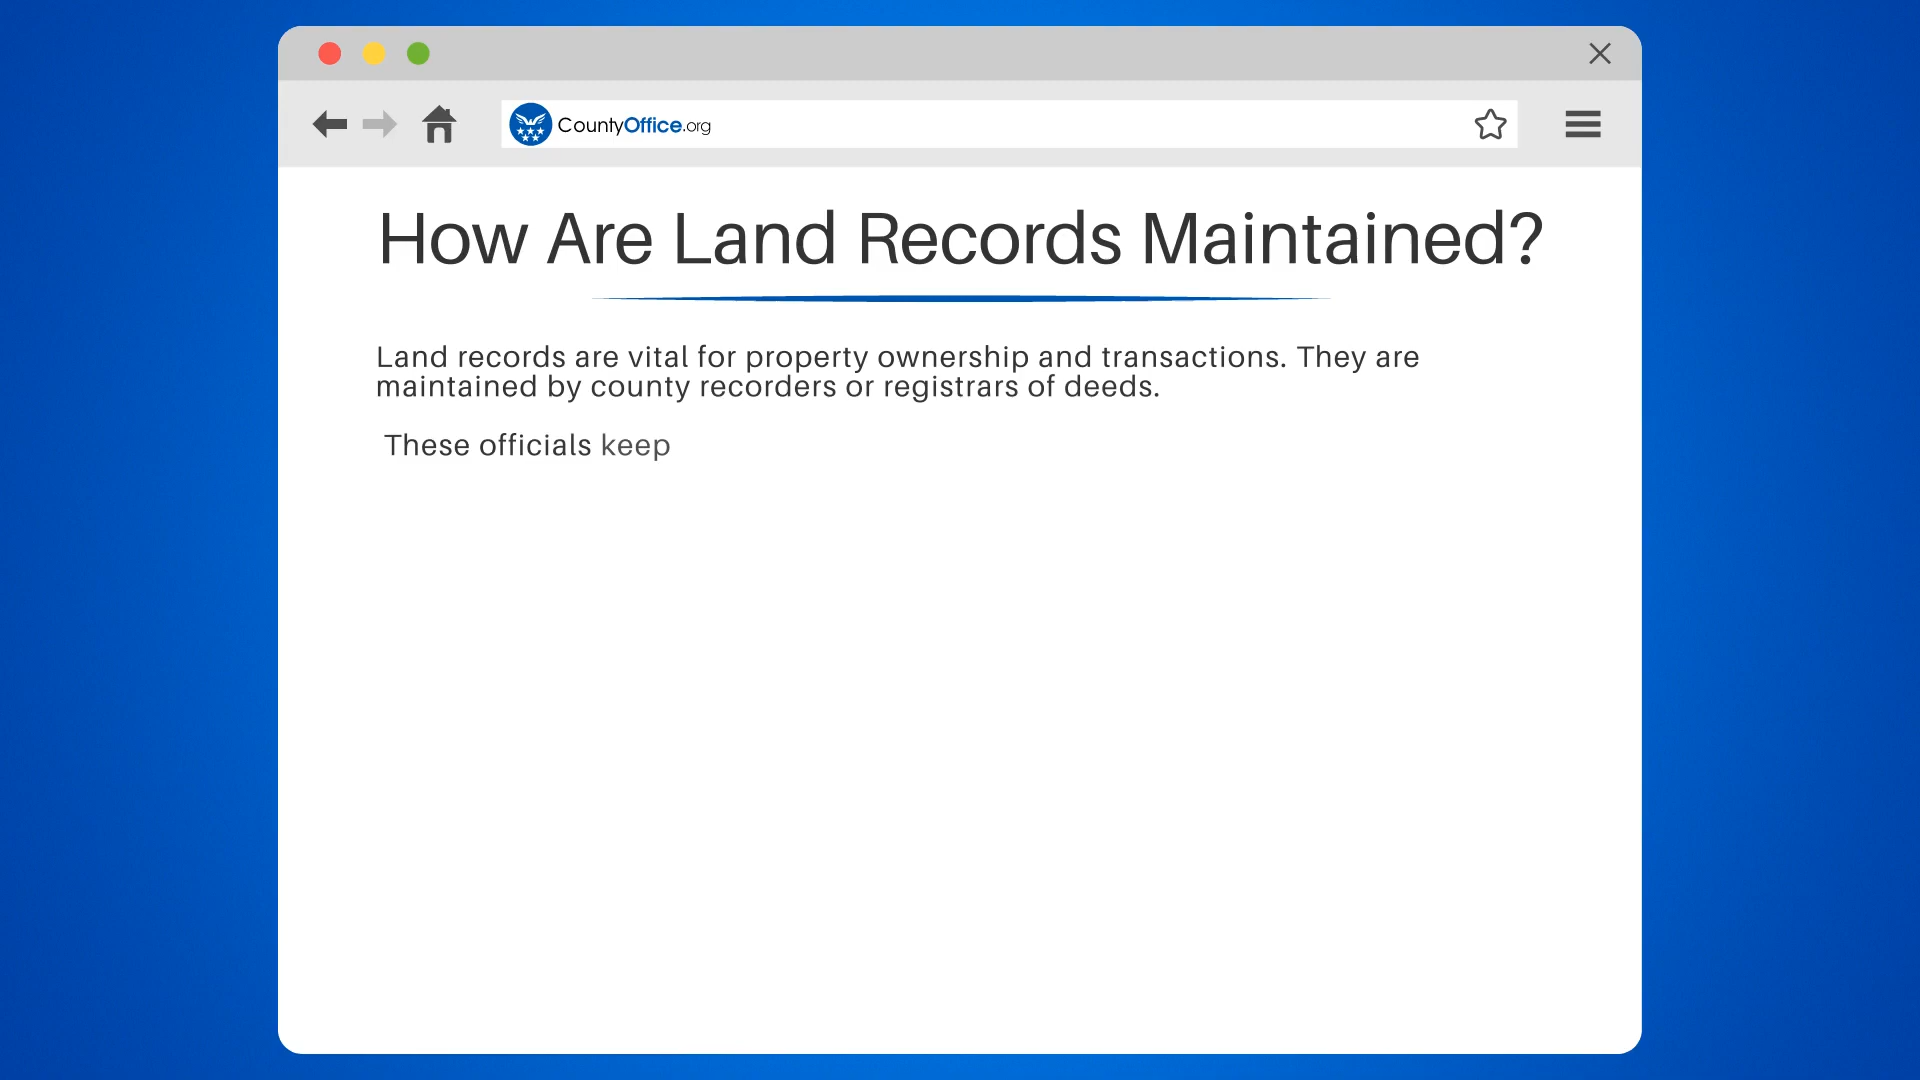 CountyOffice.org
How Are Land Records Maintained?
Land records are vital for property ownership and transactions. They are
maintained by county recorders or registrars of deeds.
These officials keep